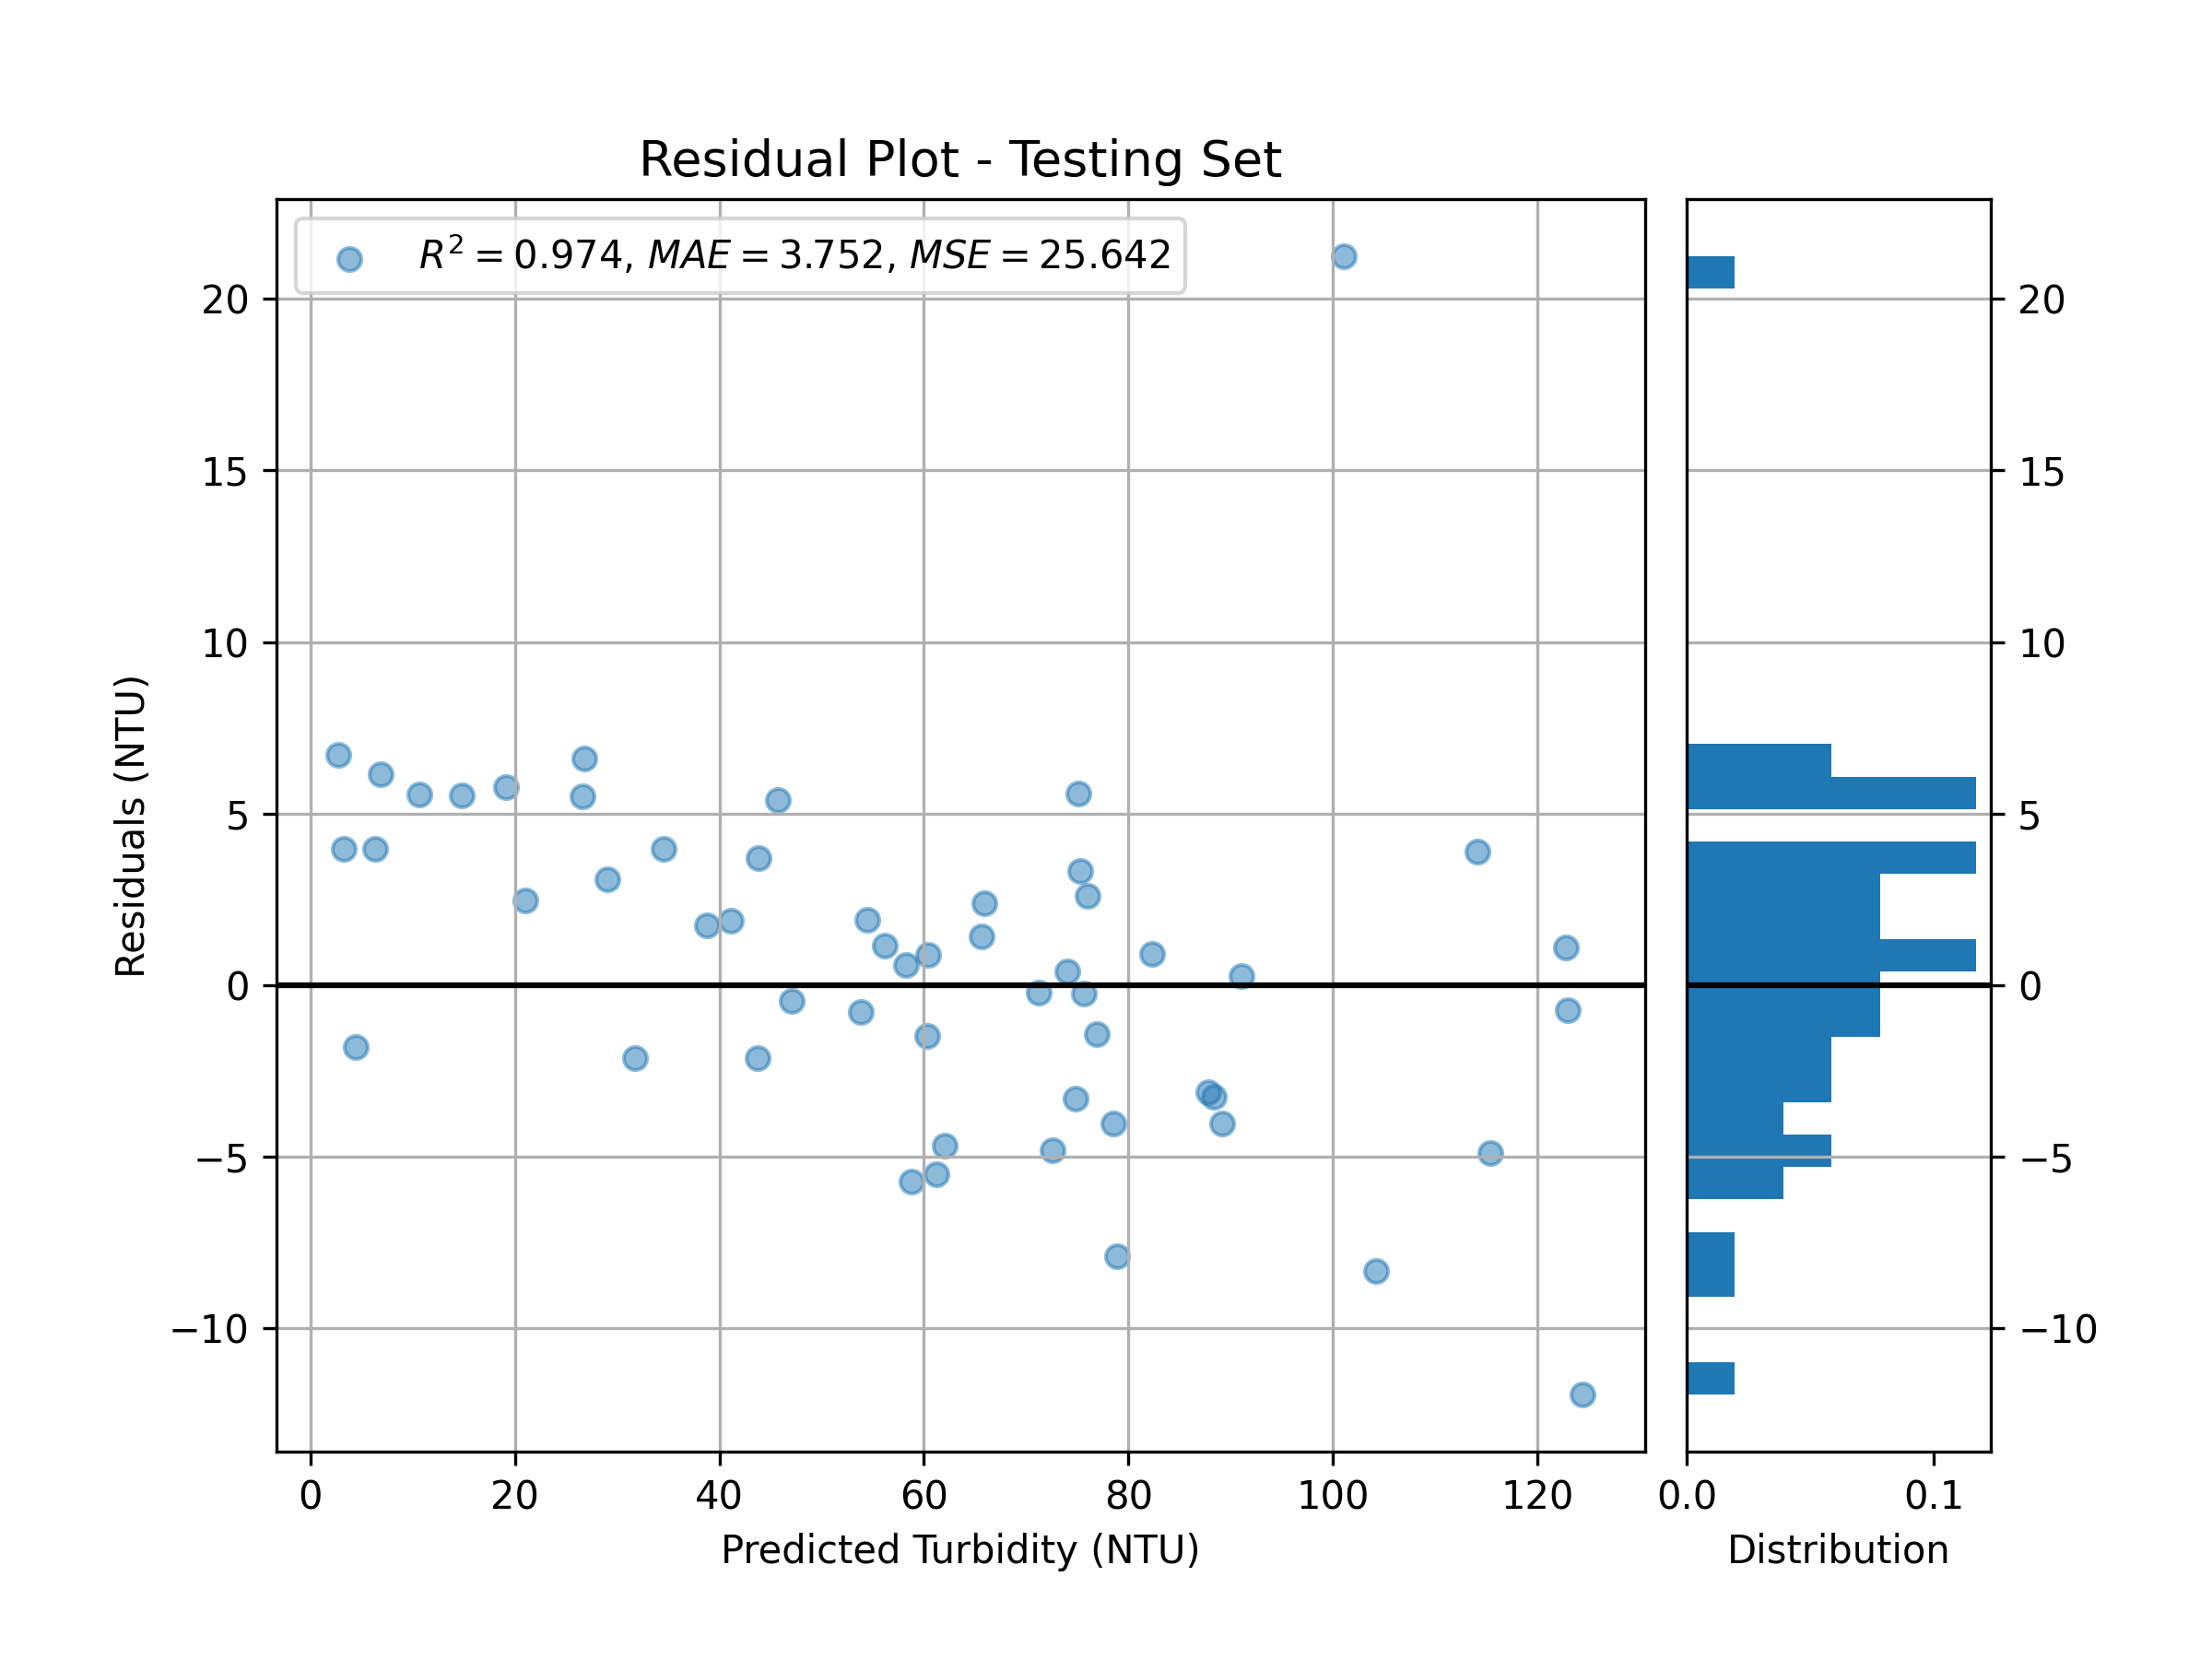 Residual Plot - Testing Set
R² = 0.974, MAE = 3.752, MSE = 25.642
20
15
10
5
0
−5
−10
Residuals (NTU)
0 20 40 60 80 100 120
Predicted Turbidity (NTU)
20
15
10
5
0
−5
−10
0.0 0.1
Distribution